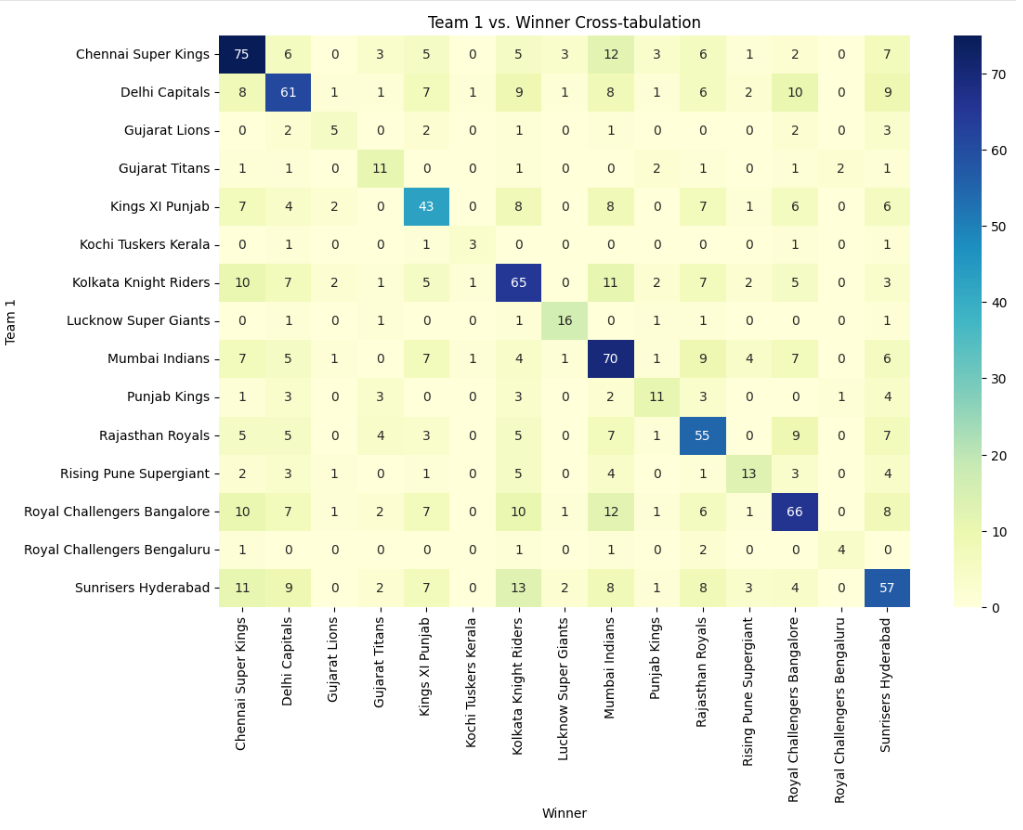 Team 1 vs. Winner Cross-tabulation
Chennai Super Kings 75 6 0 3 5 0 5 3 12 3 6 1 2 0 7
Delhi Capitals 8 61 1 1 7 1 9 1 8 1 6 2 10 0 9
Gujarat Lions 0 2 5 0 2 0 1 0 1 0 0 0 2 0 3
Gujarat Titans 1 1 0 11 0 0 1 0 0 2 1 0 1 2 1
Kings XI Punjab 7 4 2 0 43 0 8 0 8 0 7 1 6 0 6
Kochi Tuskers Kerala 0 1 0 0 1 3 0 0 0 0 0 0 1 0 1
Kolkata Knight Riders 10 7 2 1 5 1 65 0 11 2 7 2 5 0 3
Lucknow Super Giants 0 1 0 1 0 0 1 16 0 1 1 0 0 0 1
Mumbai Indians 7 5 1 0 7 1 4 1 70 1 9 4 7 0 6
Punjab Kings 1 3 0 3 0 0 3 0 2 11 3 0 0 1 4
Rajasthan Royals 5 5 0 4 3 0 5 0 7 1 55 0 9 0 7
Rising Pune Supergiant 2 3 1 0 1 0 5 0 4 0 1 13 3 0 4
Royal Challengers Bangalore 10 7 1 2 7 0 10 1 12 1 6 1 66 0 8
Royal Challengers Bengaluru 1 0 0 0 0 0 1 0 1 0 2 0 0 4 0
Sunrisers Hyderabad 11 9 0 2 7 0 13 2 8 1 8 3 4 0 57
Team 1
Chennai Super Kings
Delhi Capitals
Gujarat Lions
Gujarat Titans
Kings XI Punjab
Kochi Tuskers Kerala
Kolkata Knight Riders
Lucknow Super Giants
Mumbai Indians
Punjab Kings
Rajasthan Royals
Rising Pune Supergiant
Royal Challengers Bangalore
Royal Challengers Bengaluru
Sunrisers Hyderabad
Winner
70
60
50
40
30
20
10
0